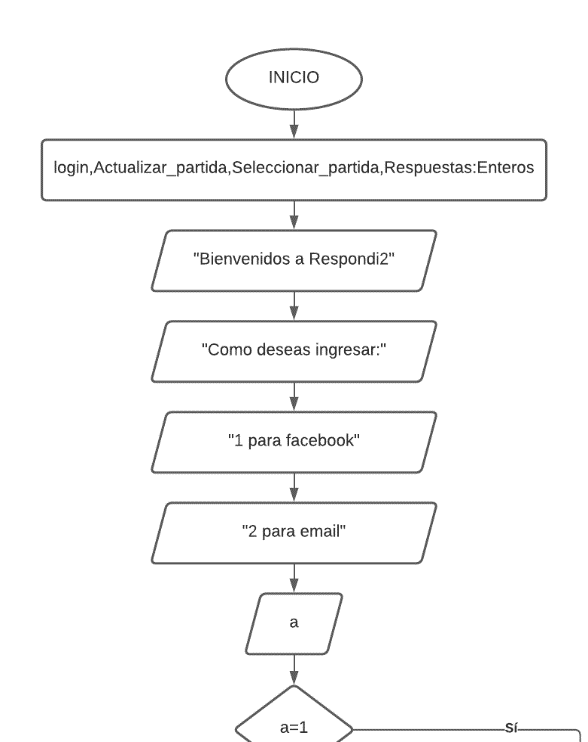 INICIO
login,Actualizar_partida,Seleccionar_partida,Respuestas:Enteros
"Bienvenidos a Respondi2"
"Como deseas ingresar:"
"1 para facebook"
"2 para email"
a
a=1
Sí